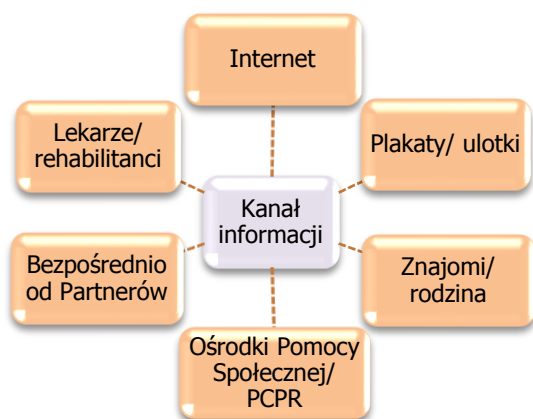 Internet
Lekarze/
rehabilitanci
Plakaty/ ulotki
Kanał
informacji
Bezpośrednio
od Partnerów
Znajomi/
rodzina
Ośrodki Pomocy
Społecznej/
PCPR